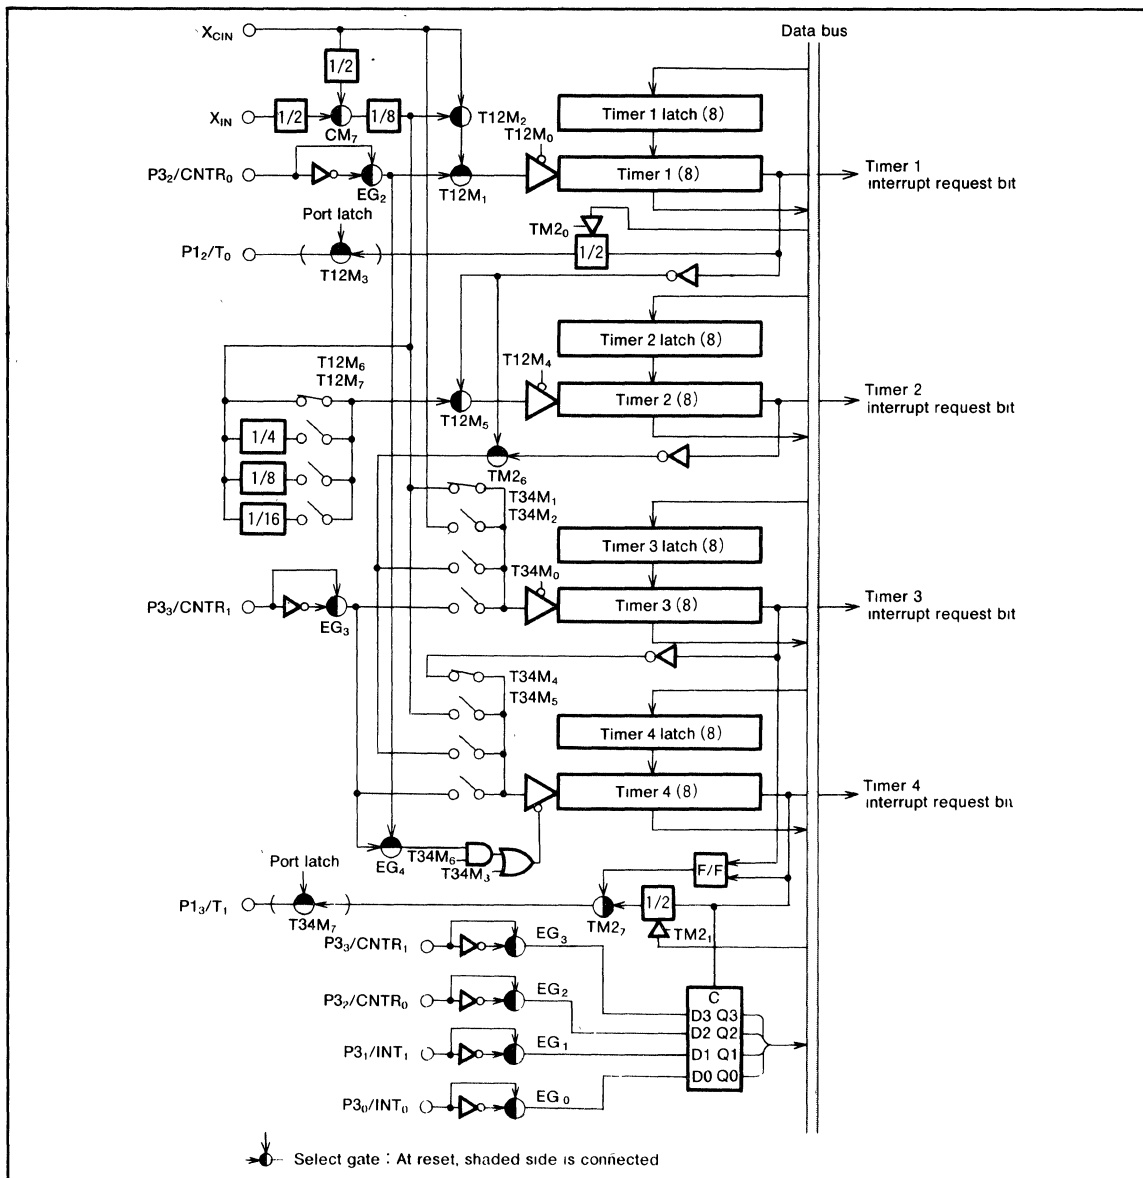 Data bus
X_CIN
1/2
Timer 1 latch (8)
X_IN
1/2
CM₇
1/8
T12M₂
T12M₀
P3₂/CNTR₀
EG₂
T12M₁
Timer 1 (8)
Timer 1
interrupt request bit
Port latch
TM2₀
P1₂/T₀
T12M₃
1/2
Timer 2 latch (8)
T12M₆
T12M₇
T12M₄
T12M₅
Timer 2 (8)
Timer 2
interrupt request bit
1/4
TM2₆
1/8
T34M₁
T34M₂
1/16
Timer 3 latch (8)
T34M₀
P3₃/CNTR₁
EG₃
Timer 3 (8)
Timer 3
interrupt request bit
T34M₄
T34M₅
Timer 4 latch (8)
Timer 4 (8)
Timer 4
interrupt request bit
EG₄
T34M₆
T34M₃
F/F
Port latch
P1₃/T₁
T34M₇
TM2₇
1/2
TM2₁
P3₃/CNTR₁
EG₃
P3₂/CNTR₀
EG₂
C
D3 Q3
D2 Q2
P3₁/INT₁
EG₁
D1 Q1
D0 Q0
P3₀/INT₀
EG₀
Select gate : At reset, shaded side is connected